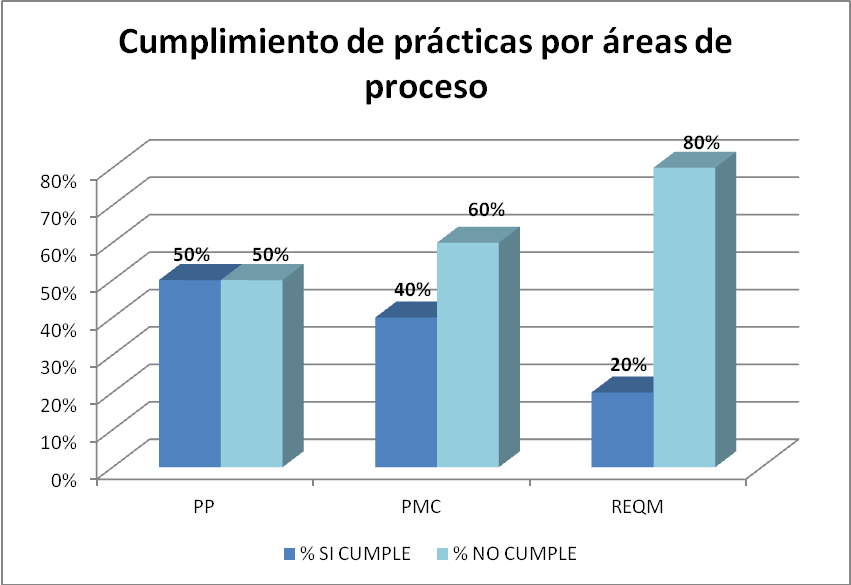 Cumplimiento de prácticas por áreas de
proceso
80%
70%
60%
50%
40%
30%
20%
10%
0%
50%
50%
40%
60%
20%
80%
PP
PMC
REQM
% SI CUMPLE
% NO CUMPLE